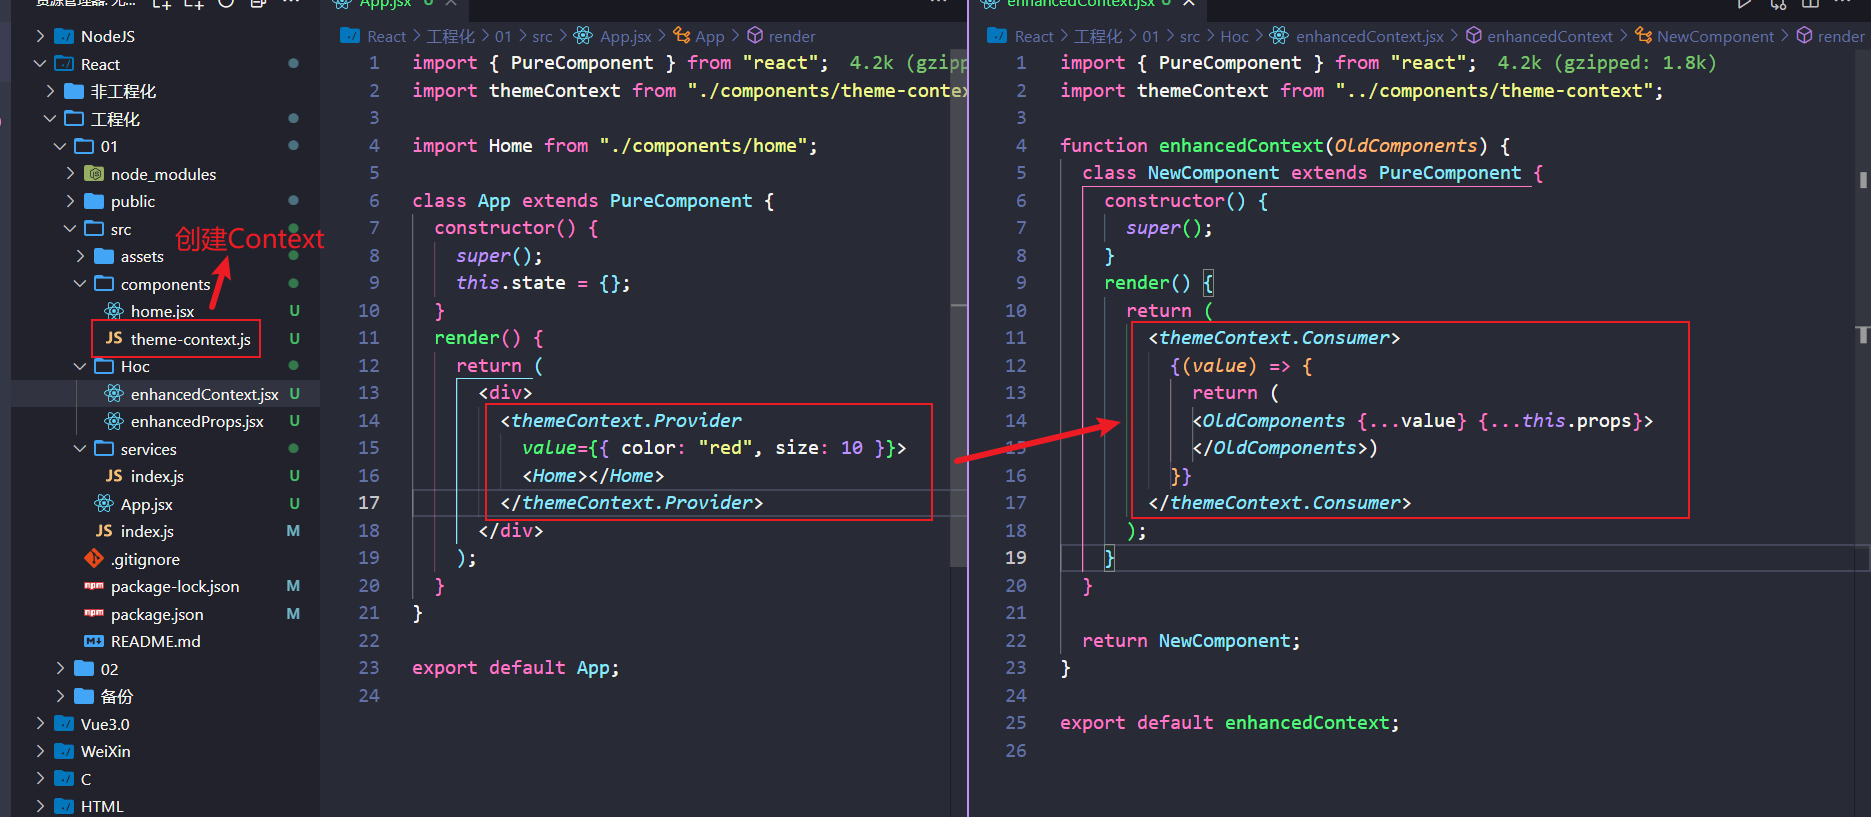 资源管理器: 无...
NodeJS
React
非工程化
工程化
01
node_modules
public
src
创建Context
assets
components
home.jsx U
JS theme-context.js U
Hoc
enhancedContext.jsx U
enhancedProps.jsx U
services
JS index.js U
App.jsx U
JS index.js M
.gitignore
npm package-lock.json M
npm package.json M
README.md
02
备份
Vue3.0
WeiXin
C
HTML
App.jsx U
React > 工程化 > 01 > src > App.jsx > App > render
1 import { PureComponent } from "react"; 4.2k (gzipp
2 import themeContext from "./components/theme-contex
3
4 import Home from "./components/home";
5
6 class App extends PureComponent {
7 constructor() {
8 super();
9 this.state = {};
10 }
11 render() {
12 return (
13 <div>
14 <themeContext.Provider
15 value={{ color: "red", size: 10 }}>
16 <Home></Home>
17 </themeContext.Provider>
18 </div>
19 );
20 }
21 }
22
23 export default App;
24
enhancedContext.jsx U
React > 工程化 > 01 > src > Hoc > enhancedContext.jsx > enhancedContext > NewComponent > render
1 import { PureComponent } from "react"; 4.2k (gzipped: 1.8k)
2 import themeContext from "../components/theme-context";
3
4 function enhancedContext(OldComponents) {
5 class NewComponent extends PureComponent {
6 constructor() {
7 super();
8 }
9 render() {
10 return (
11 <themeContext.Consumer>
12 {(value) => {
13 return (
14 <OldComponents {...value} {...this.props}>
15 </OldComponents>)
16 }}
17 </themeContext.Consumer>
18 );
19 }
20 }
21
22 return NewComponent;
23 }
24
25 export default enhancedContext;
26